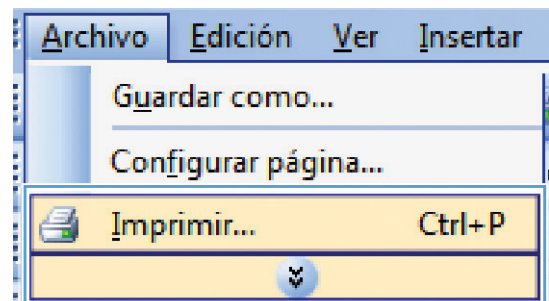 Archivo Edición Ver Insertar
Guardar como...
Configurar página...
Imprimir... Ctrl+P